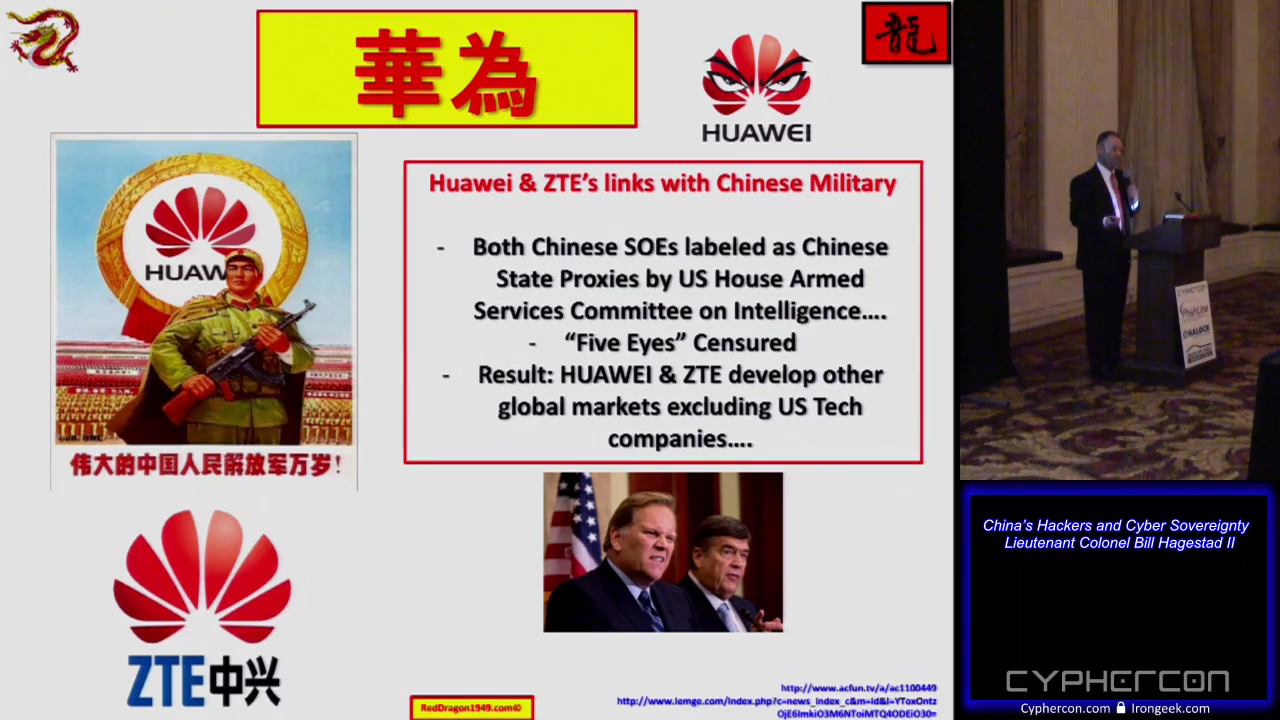 華為
龍
HUAWEI
HUAW
伟大的中国人民解放军万岁!
Huawei & ZTE's links with Chinese Military
- Both Chinese SOEs labeled as Chinese
State Proxies by US House Armed
Services Committee on Intelligence....
- “Five Eyes” Censured
- Result: HUAWEI & ZTE develop other
global markets excluding US Tech
companies....
ZTE中兴
RedDragon1949.com©
http://www.acfun.tv/a/ac1100449
CYPHERCON
HALOCK
China's Hackers and Cyber Sovereignty
Lieutenant Colonel Bill Hagestad II
CYPHERCON
Cyphercon.com Irongeek.com